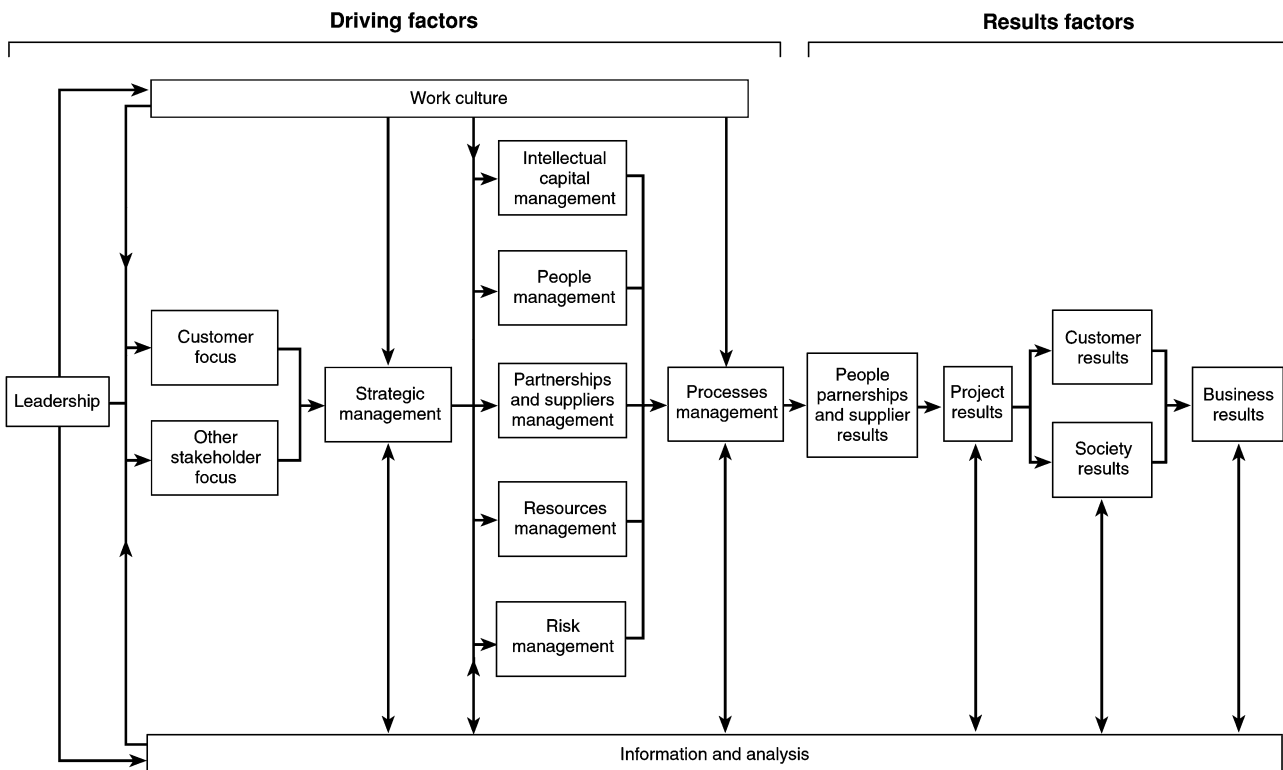 Driving factors
Results factors
Work culture
Intellectual
capital
management
People
management
Customer
focus
Customer
results
Leadership
Strategic
management
Partnerships
and suppliers
management
Processes
management
People
parnerships
and supplier
results
Project
results
Business
results
Other
stakeholder
focus
Society
results
Resources
management
Risk
management
Information and analysis